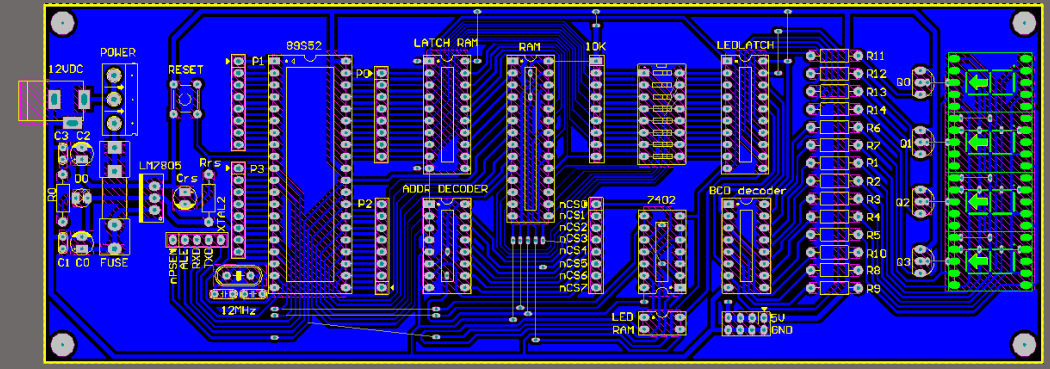 POWER
12VDC
RESET
P1
89S52
P0
LATCH RAM
RAM
10K
LEDLATCH
R11
R12
R13
R14
R6
R7
R1
R2
R3
R4
R5
R10
R8
R9
Q0
Q1
Q2
Q3
C3 C2
LM7805
Rrs
Crs
P3
R0
D0
XTAL2
C1 C0 FUSE
nPSEN
ALE
RXD
TXD
12MHz
P2
ADDR DECODER
nCS0
nCS1
nCS2
nCS3
nCS4
nCS5
nCS6
nCS7
7402
BCD decoder
LED
RAM
5V
GND